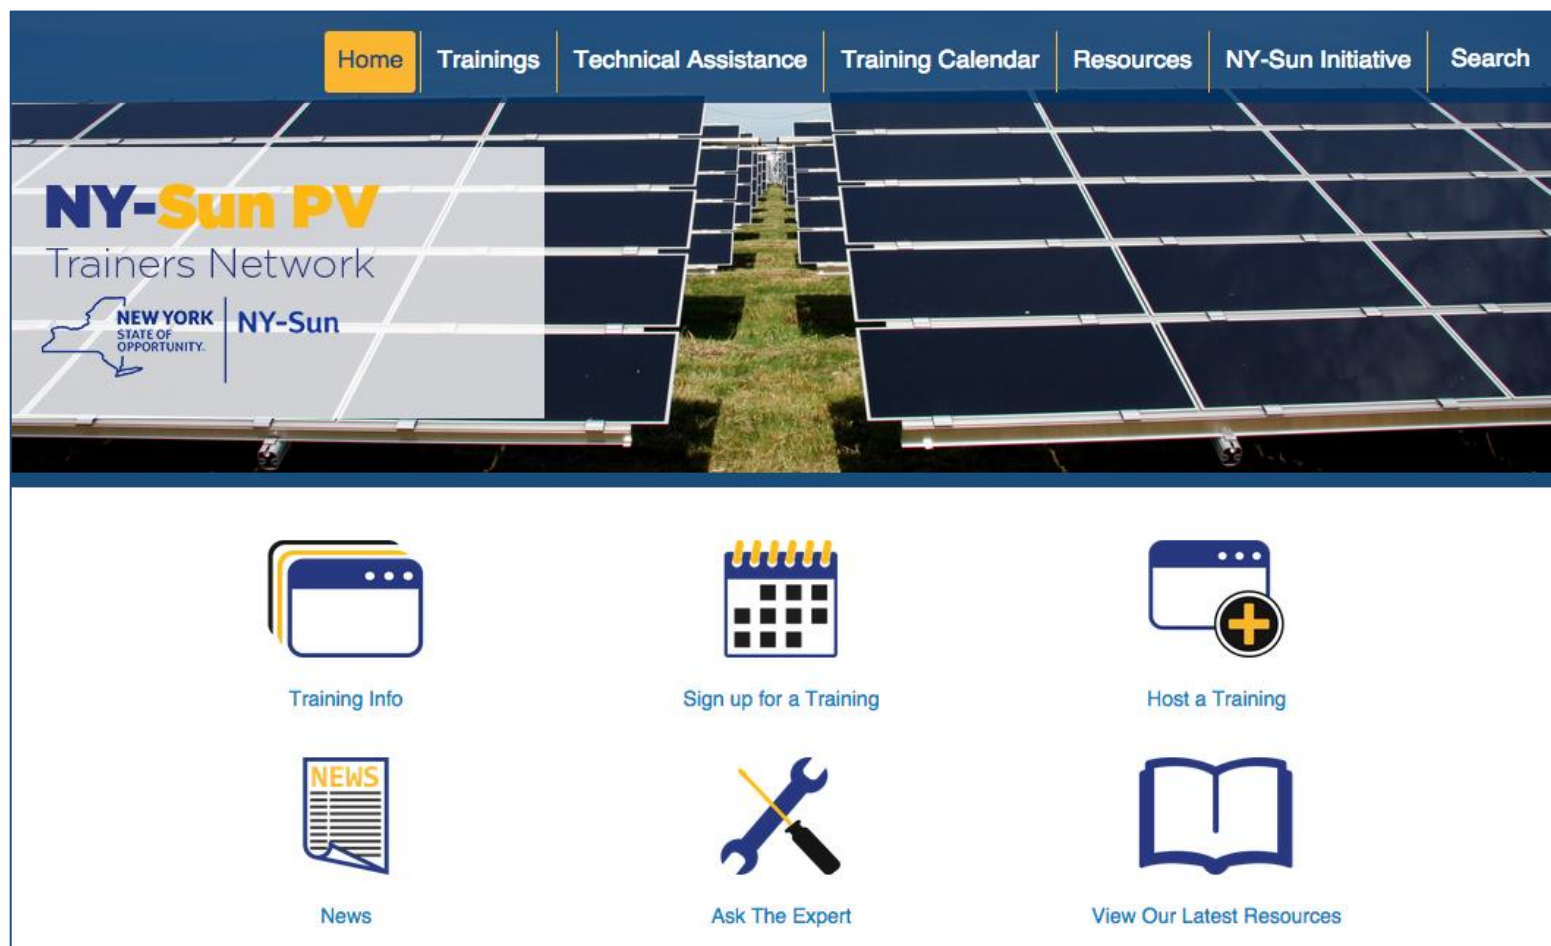 Home
Trainings
Technical Assistance
Training Calendar
Resources
NY-Sun Initiative
Search
NY-Sun PV
Trainers Network
NEW YORK
STATE OF
OPPORTUNITY.
NY-Sun
Training Info
Sign up for a Training
Host a Training
NEWS
News
Ask The Expert
View Our Latest Resources